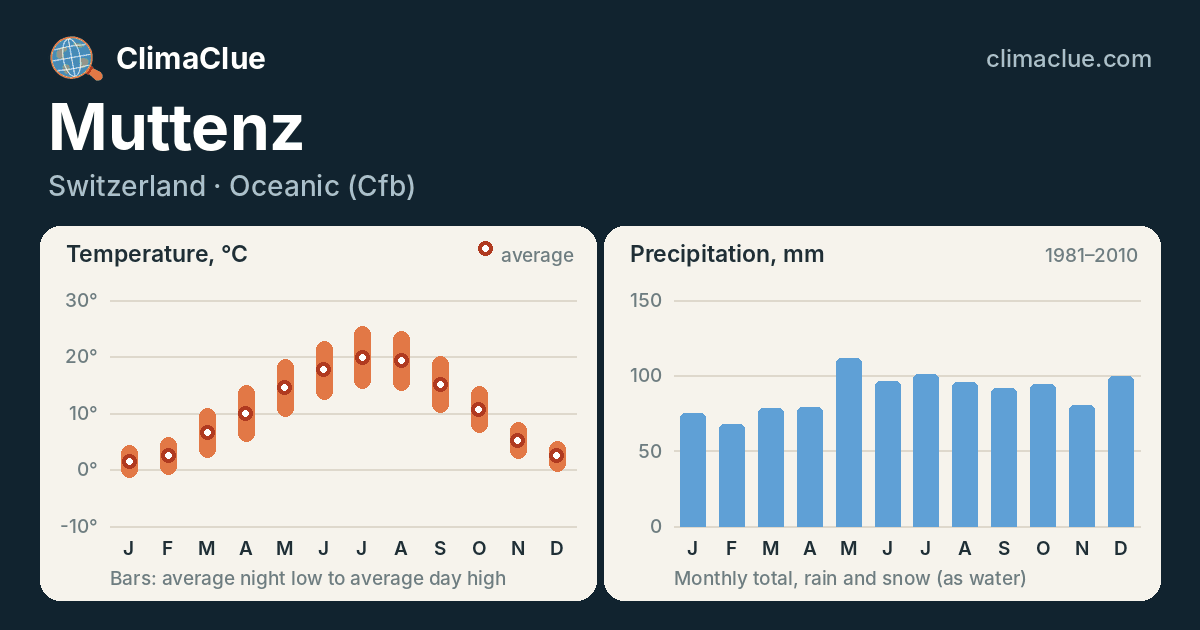 ClimaClue
climaclue.com
Muttenz
Switzerland · Oceanic (Cfb)
Temperature, °C
average
30°
20°
10°
0°
-10°
J F M A M J J A S O N D
Bars: average night low to average day high
Precipitation, mm
1981–2010
150
100
50
0
J F M A M J J A S O N D
Monthly total, rain and snow (as water)